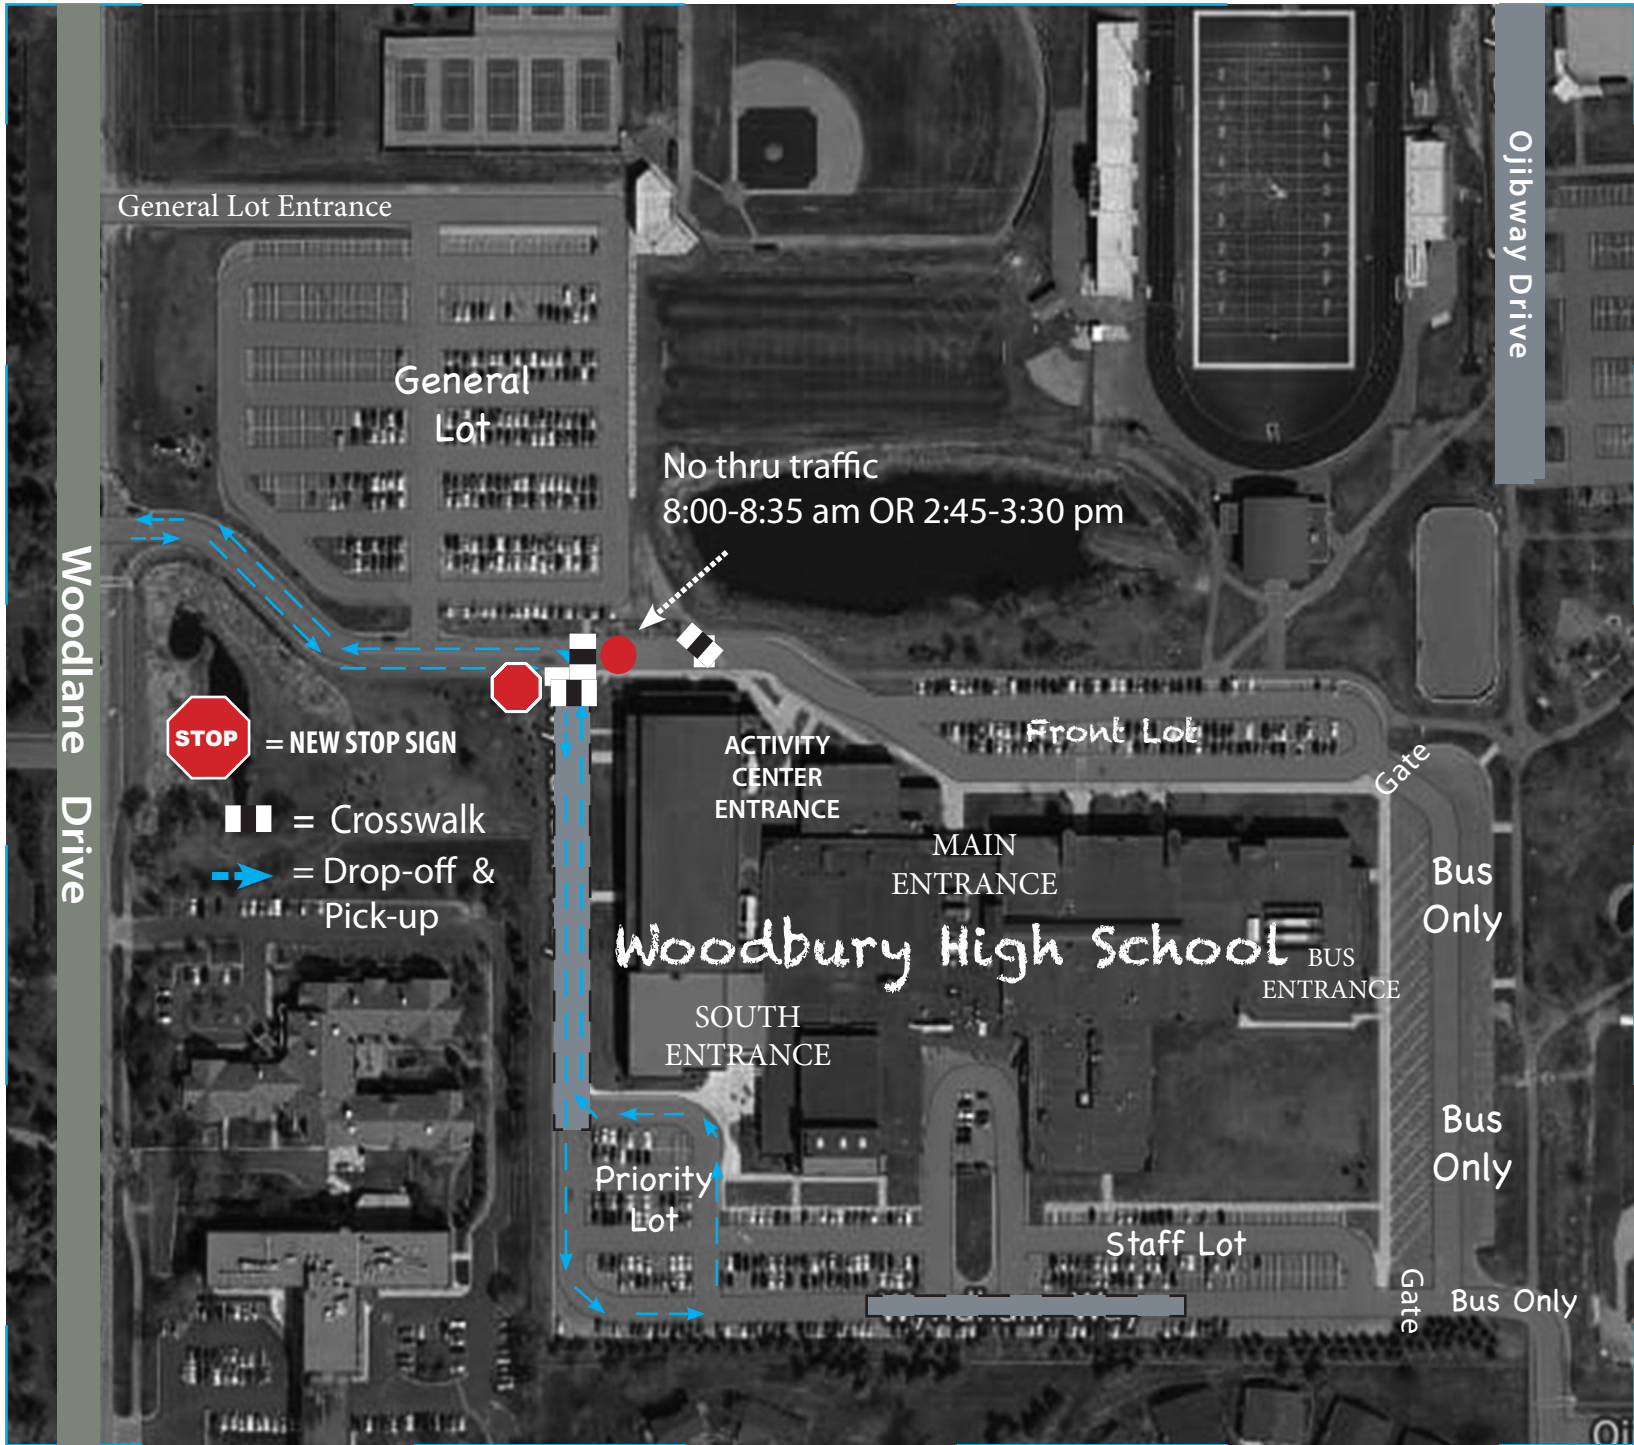 Ojibway Drive
General Lot Entrance
General
Lot
No thru traffic
8:00-8:35 am OR 2:45-3:30 pm
Woodlane Drive
STOP
= NEW STOP SIGN
= Crosswalk
= Drop-off &
Pick-up
ACTIVITY
CENTER
ENTRANCE
Front Lot
Gate
MAIN
ENTRANCE
Bus
Only
Woodbury High School
BUS
ENTRANCE
SOUTH
ENTRANCE
Bus
Only
Priority
Lot
Staff Lot
Gate
Bus Only